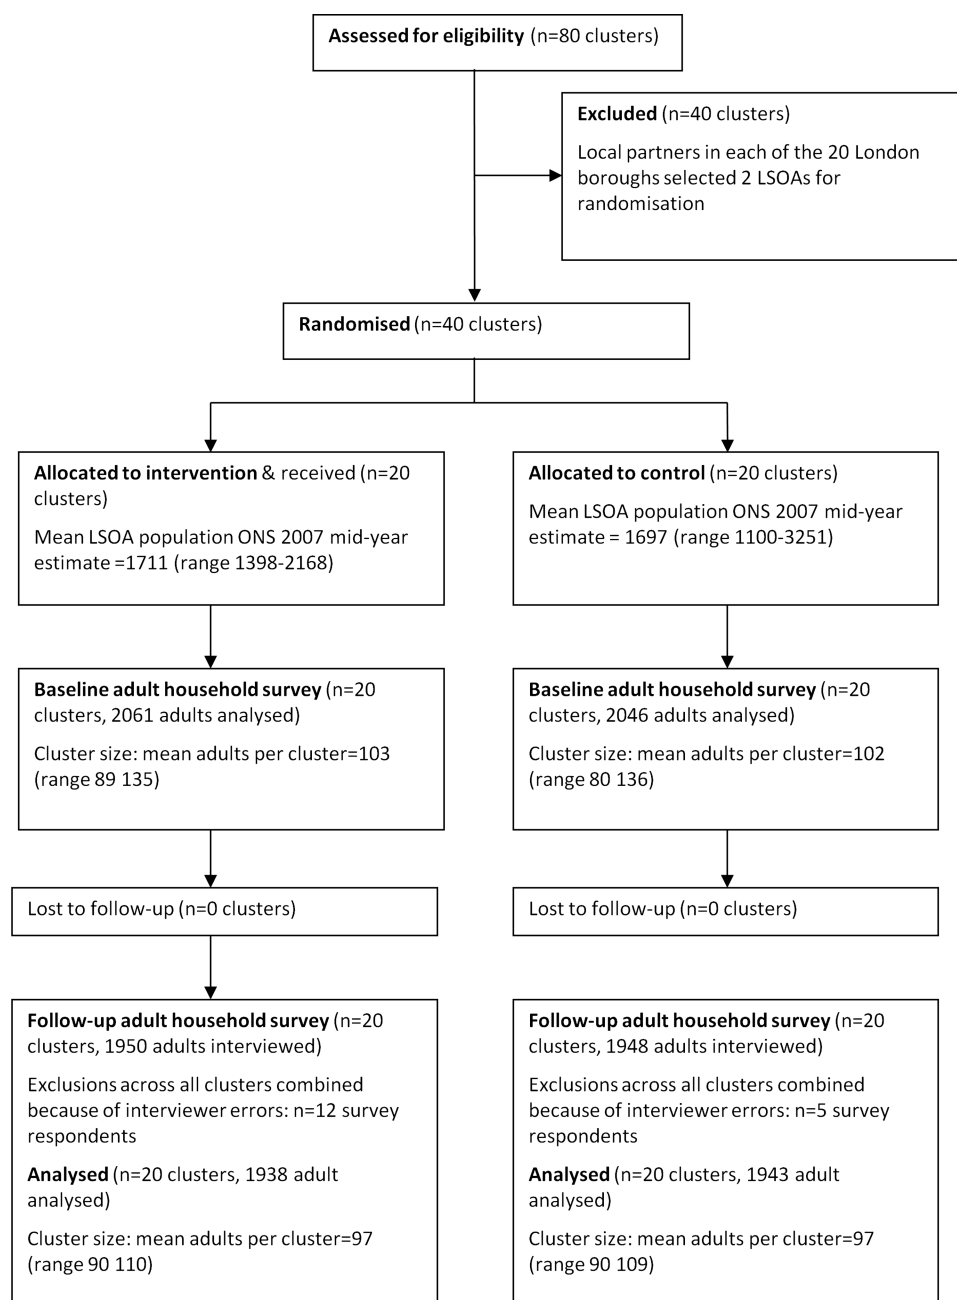 Assessed for eligibility (n=80 clusters)
Excluded (n=40 clusters)
Local partners in each of the 20 London
boroughs selected 2 LSOAs for
randomisation
Randomised (n=40 clusters)
Allocated to intervention & received (n=20
clusters)
Mean LSOA population ONS 2007 mid-year
estimate =1711 (range 1398-2168)
Allocated to control (n=20 clusters)
Mean LSOA population ONS 2007 mid-year
estimate = 1697 (range 1100-3251)
Baseline adult household survey (n=20
clusters, 2061 adults analysed)
Cluster size: mean adults per cluster=103
(range 89 135)
Baseline adult household survey (n=20
clusters, 2046 adults analysed)
Cluster size: mean adults per cluster=102
(range 80 136)
Lost to follow-up (n=0 clusters)
Lost to follow-up (n=0 clusters)
Follow-up adult household survey (n=20
clusters, 1950 adults interviewed)
Exclusions across all clusters combined
because of interviewer errors: n=12 survey
respondents
Analysed (n=20 clusters, 1938 adult
analysed)
Cluster size: mean adults per cluster=97
(range 90 110)
Follow-up adult household survey (n=20
clusters, 1948 adults interviewed)
Exclusions across all clusters combined
because of interviewer errors: n=5 survey
respondents
Analysed (n=20 clusters, 1943 adult
analysed)
Cluster size: mean adults per cluster=97
(range 90 109)